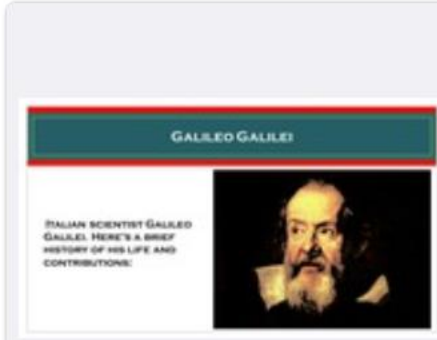 GALILEO GALILEI
ITALIAN SCIENTIST GALILEO
GALILEI. HERE'S A BRIEF
HISTORY OF HIS LIFE AND
CONTRIBUTIONS: